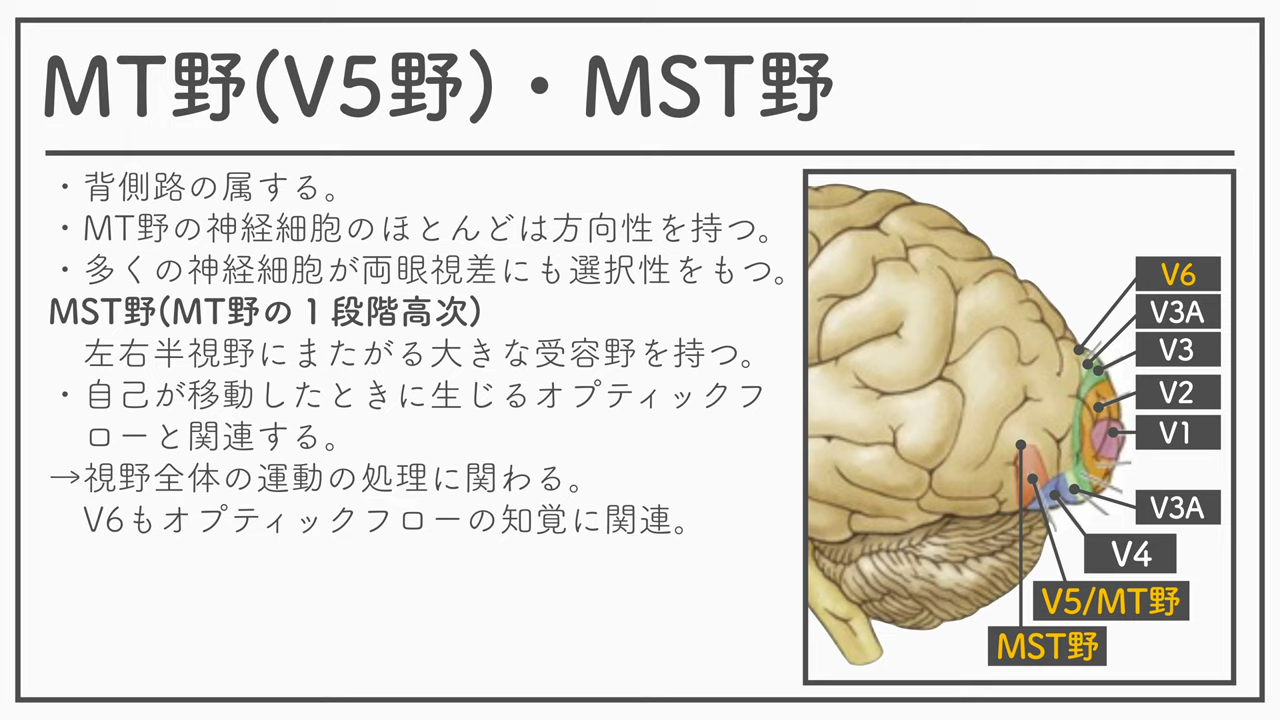 MT野(V5野)・MST野
・背側路の属する。
・MT野の神経細胞のほとんどは方向性を持つ。
・多くの神経細胞が両眼視差にも選択性をもつ。
MST野(MT野の1段階高次)
左右半視野にまたがる大きな受容野を持つ。
・自己が移動したときに生じるオプティックフ
ローと関連する。
→視野全体の運動の処理に関わる。
V6もオプティックフローの知覚に関連。
V6
V3A
V3
V2
V1
V3A
V4
V5/MT野
MST野